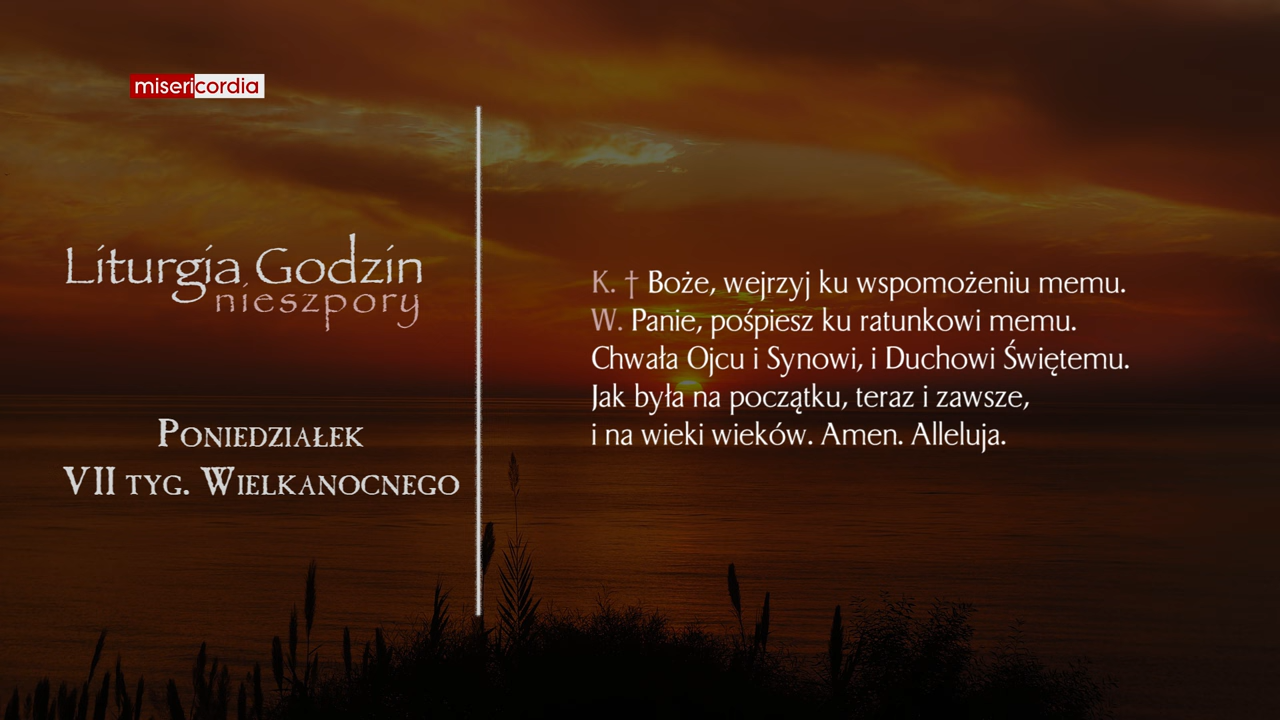 misericordia
Liturgia Godzin
nieszpory
Poniedziałek
VII tyg. Wielkanocnego
K. † Boże, wejrzyj ku wspomożeniu memu.
W. Panie, pośpiesz ku ratunkowi memu.
Chwała Ojcu i Synowi, i Duchowi Świętemu.
Jak była na początku, teraz i zawsze,
i na wieki wieków. Amen. Alleluja.